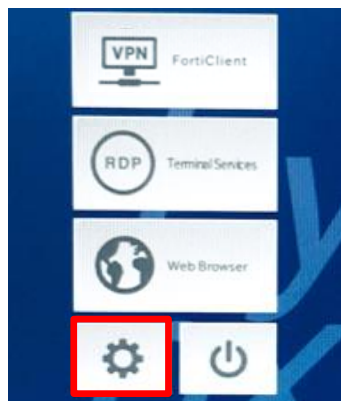 VPN
FortiClient
RDP
Terminal Services
Web Browser